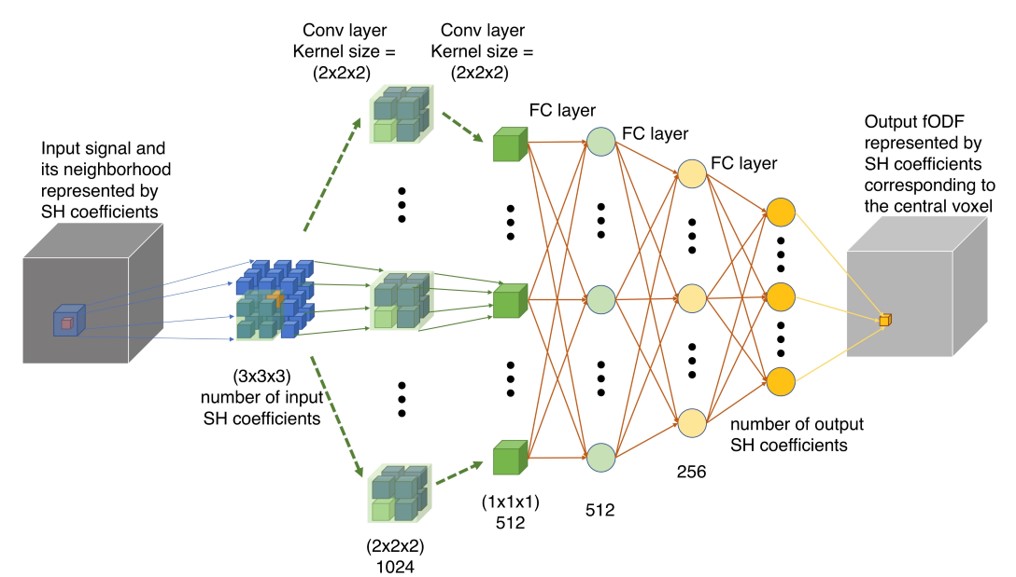 Conv layer
Kernel size =
(2x2x2)
Conv layer
Kernel size =
(2x2x2)
FC layer
FC layer
FC layer
Input signal and
its neighborhood
represented by
SH coefficients
Output fODF
represented by
SH coefficients
corresponding to
the central voxel
(3x3x3)
number of input
SH coefficients
number of output
SH coefficients
256
(1x1x1)
512
512
(2x2x2)
1024